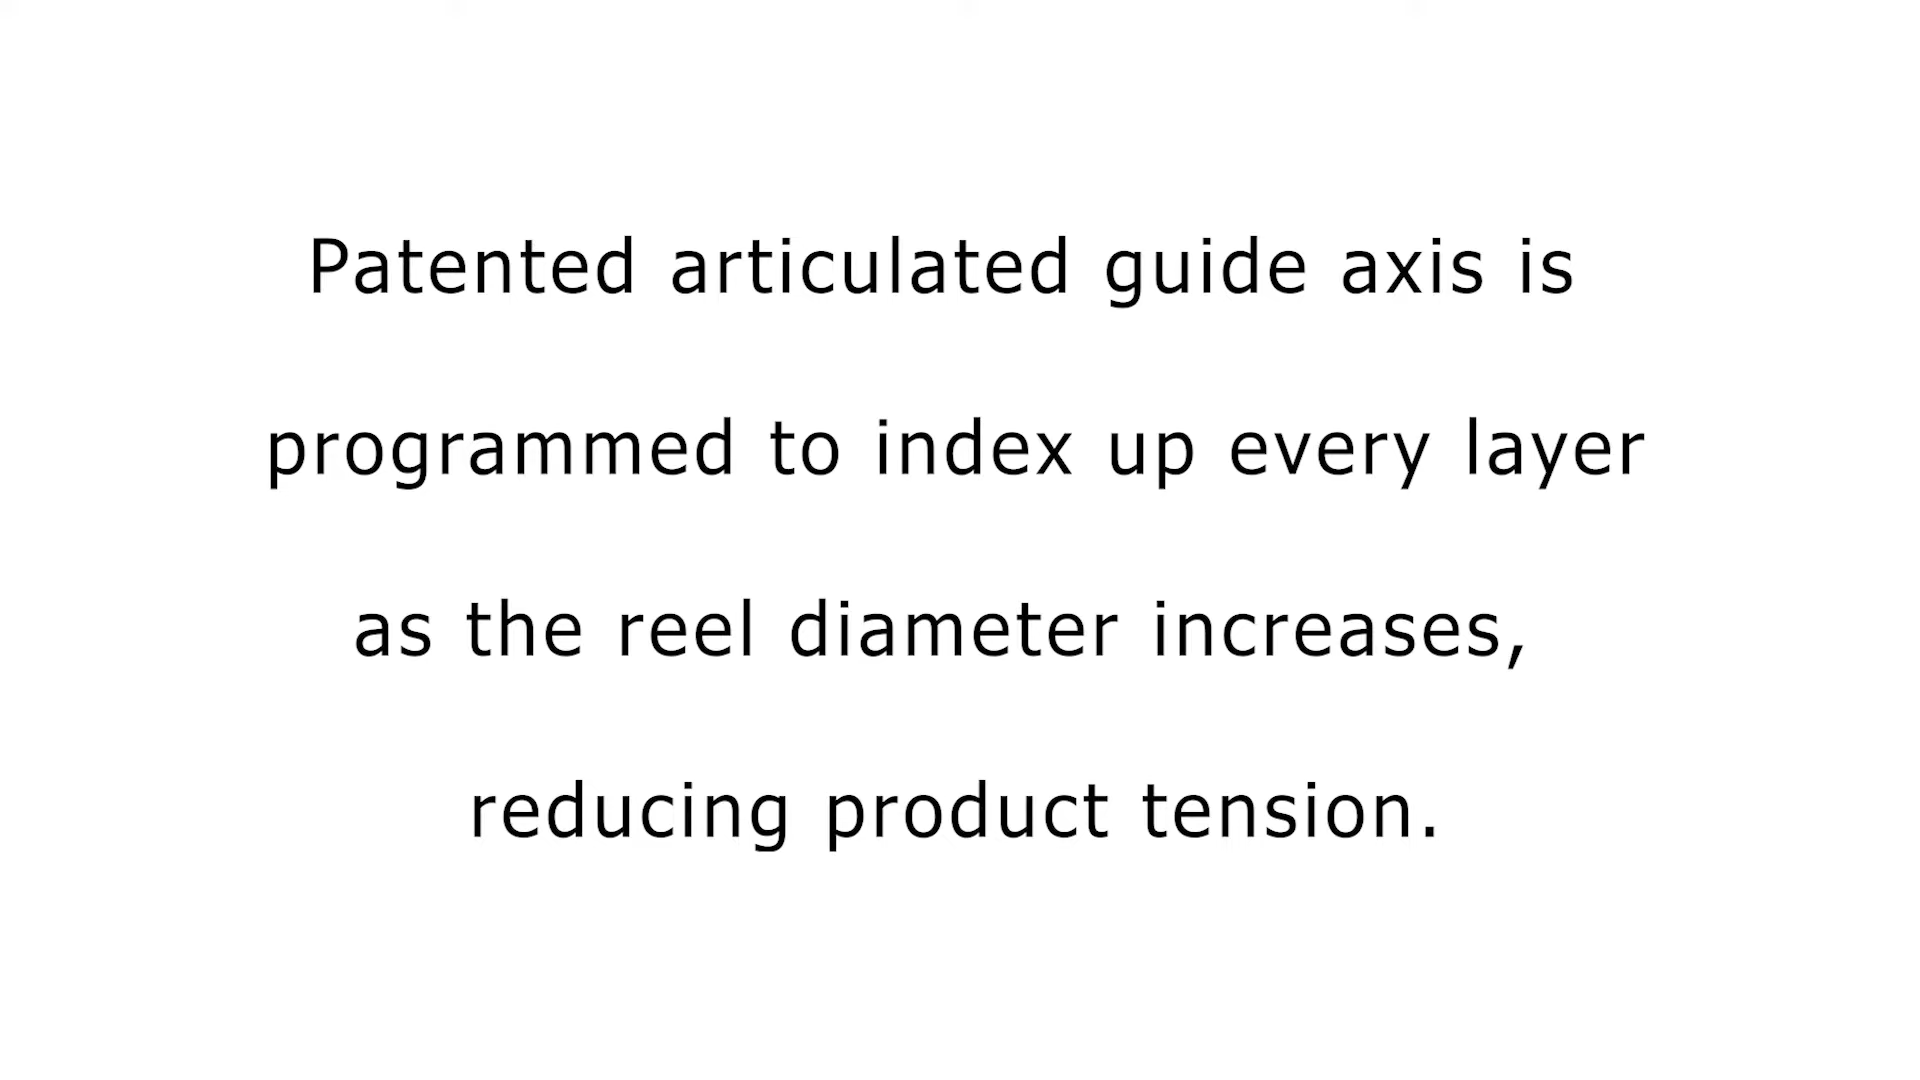 Patented articulated guide axis is
programmed to index up every layer
as the reel diameter increases,
reducing product tension.